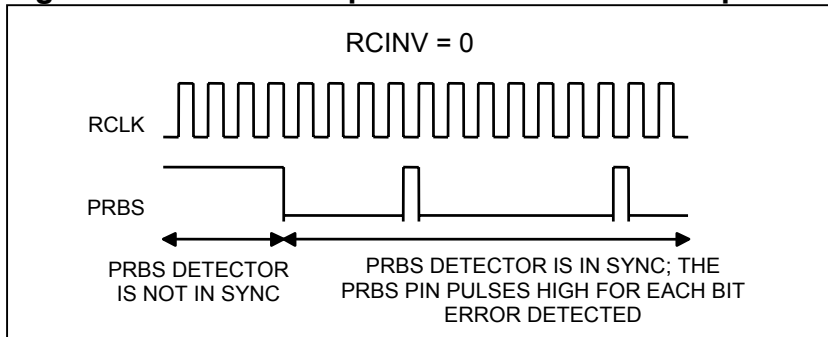 RCINV = 0
RCLK
PRBS
PRBS DETECTOR
IS NOT IN SYNC
PRBS DETECTOR IS IN SYNC; THE
PRBS PIN PULSES HIGH FOR EACH BIT
ERROR DETECTED